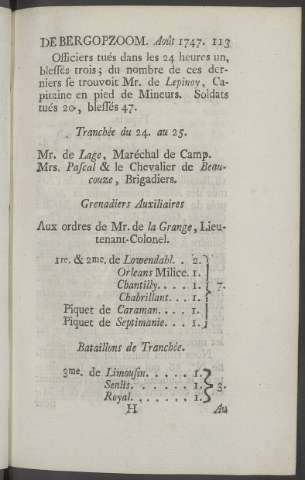 DE BERGOPZOOM. Août 1747. 113
Officiers tués dans les 24 heures un,
blessés trois; du nombre de ces der-
niers se trouvoit Mr. de Lepinoy, Ca-
pitaine en pied de Mineurs. Soldats
tués 20, blessés 47.
Tranchée du 24. au 25.
Mr. de Lage, Maréchal de Camp.
Mrs. Pascal & le Chevalier de Beau-
couze, Brigadiers.
Grenadiers Auxiliaires
Aux ordres de Mr. de la Grange, Lieu-
tenant-Colonel.
1re. & 2me. de Lowendahl. . 2.
Orleans Milice. 1.
Chantilly. . . . 1. 7.
Chabrillant. . . 1.
Piquet de Caraman. . . . 1.
Piquet de Septimanie. . . 1.
Bataillons de Tranchée.
3me. de Limousin. . . . . 1.
Senlis. . . . . . 1. 3.
Royal. . . . . . 1.
H Au